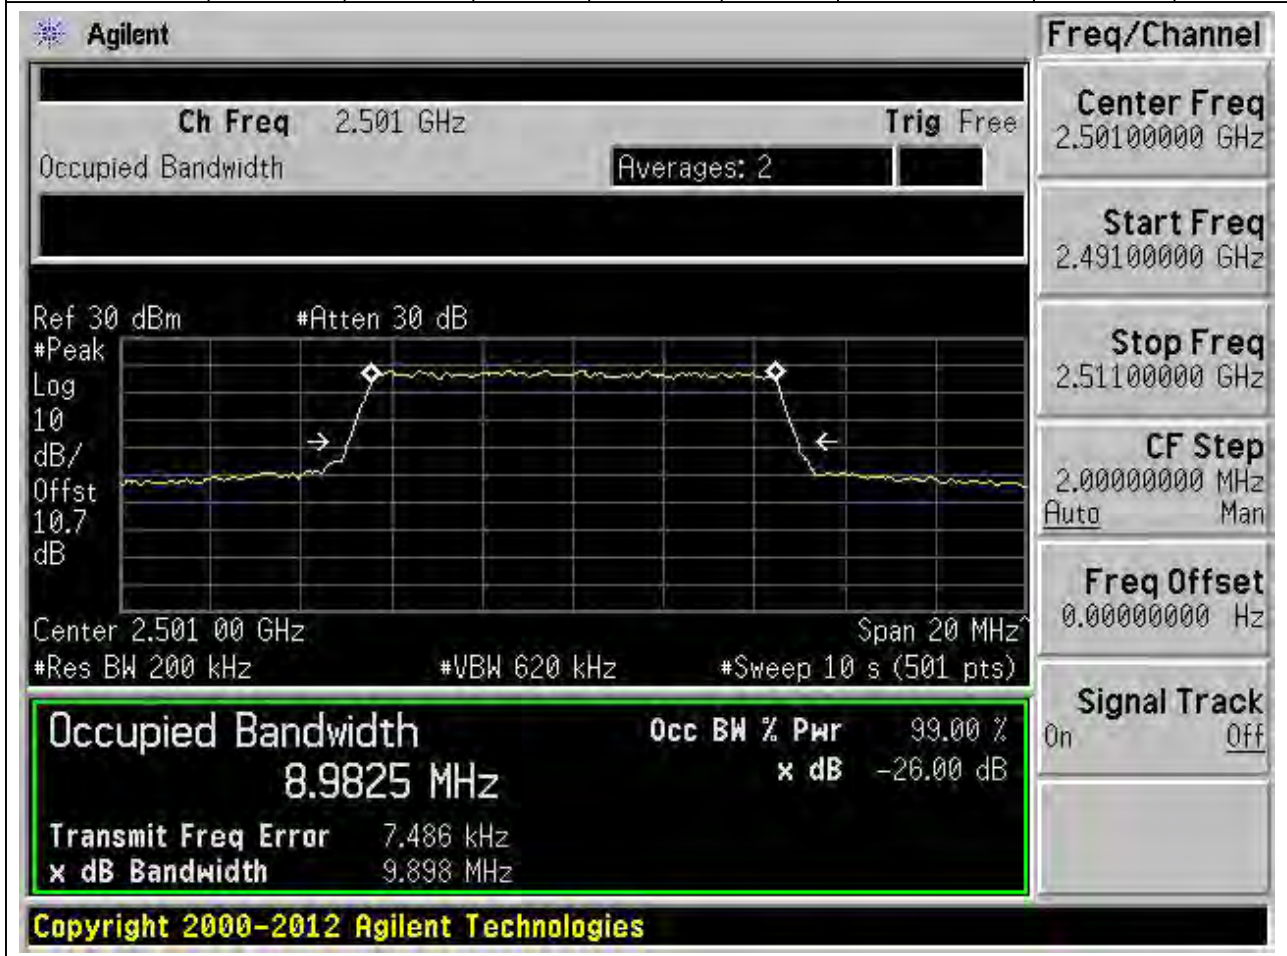 Agilent
Freq/Channel
Ch Freq 2.501 GHz Trig Free
Occupied Bandwidth Averages: 2
Center Freq
2.50100000 GHz
Start Freq
2.49100000 GHz
Stop Freq
2.51100000 GHz
CF Step
2.00000000 MHz
Auto Man
Freq Offset
0.00000000 Hz
Signal Track
On Off
Ref 30 dBm #Atten 30 dB
#Peak
Log
10
dB/
Offst
10.7
dB
Center 2.501 00 GHz Span 20 MHz^
#Res BW 200 kHz #VBW 620 kHz #Sweep 10 s (501 pts)
Occupied Bandwidth Occ BW % Pwr 99.00 %
8.9825 MHz x dB -26.00 dB
Transmit Freq Error 7.486 kHz
x dB Bandwidth 9.898 MHz
Copyright 2000-2012 Agilent Technologies